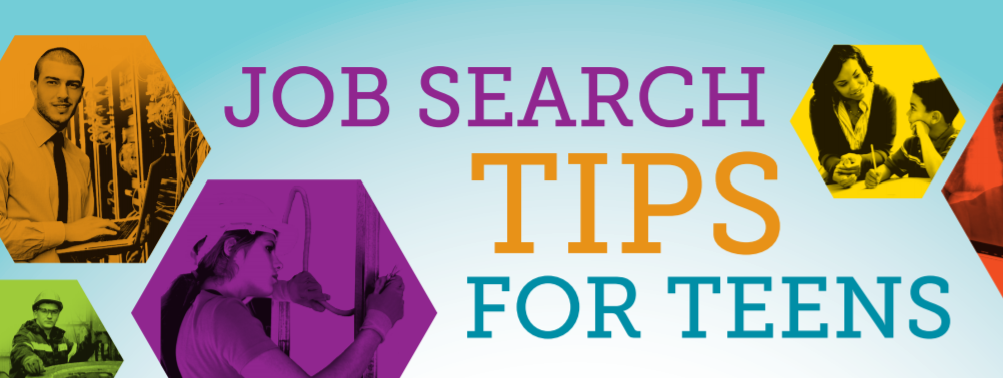 JOB SEARCH
TIPS
FOR TEENS